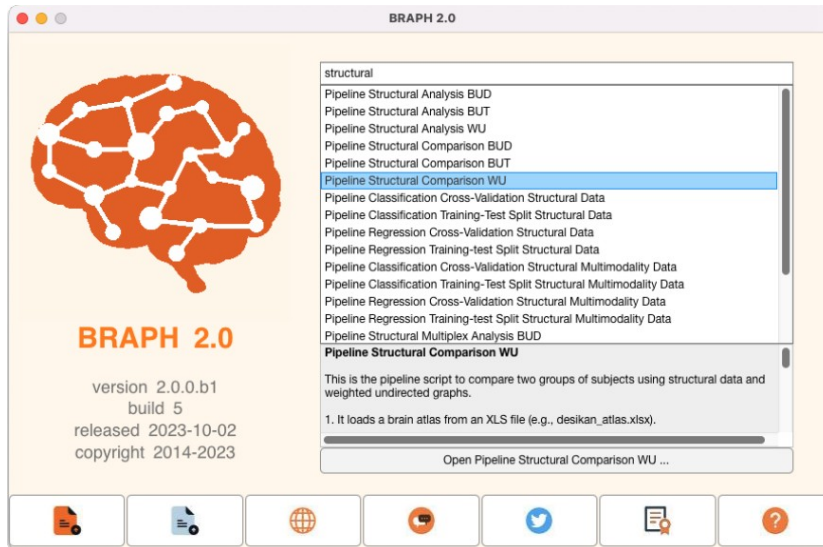 BRAPH 2.0
structural
Pipeline Structural Analysis BUD
Pipeline Structural Analysis BUT
Pipeline Structural Analysis WU
Pipeline Structural Comparison BUD
Pipeline Structural Comparison BUT
Pipeline Structural Comparison WU
Pipeline Classification Cross-Validation Structural Data
Pipeline Classification Training-Test Split Structural Data
Pipeline Regression Cross-Validation Structural Data
Pipeline Regression Training-test Split Structural Data
Pipeline Classification Cross-Validation Structural Multimodality Data
Pipeline Classification Training-Test Split Structural Multimodality Data
Pipeline Regression Cross-Validation Structural Multimodality Data
Pipeline Regression Training-test Split Structural Multimodality Data
Pipeline Structural Multiplex Analysis BUD
Pipeline Structural Comparison WU
This is the pipeline script to compare two groups of subjects using structural data and
weighted undirected graphs.
1. It loads a brain atlas from an XLS file (e.g., desikan_atlas.xlsx).
Open Pipeline Structural Comparison WU ...
BRAPH 2.0
version 2.0.0.b1
build 5
released 2023-10-02
copyright 2014-2023
?